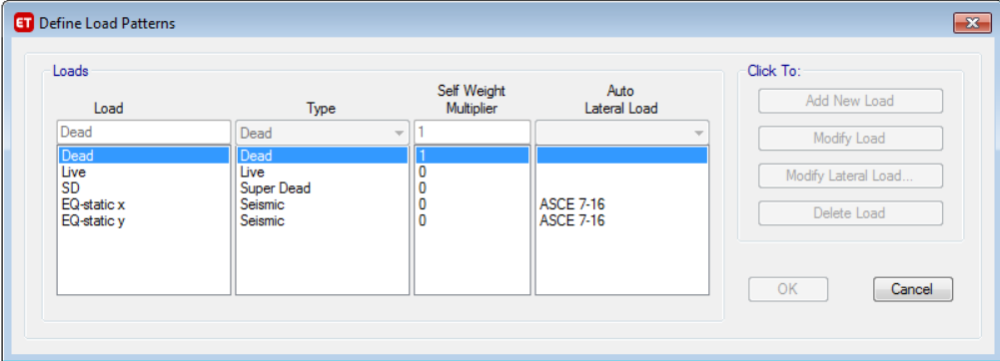 ET Define Load Patterns
Loads
Click To:
Load Type Self Weight Multiplier Auto Lateral Load
Dead Dead 1
Dead Dead 1
Live Live 0
SD Super Dead 0
EQ-static x Seismic 0 ASCE 7-16
EQ-static y Seismic 0 ASCE 7-16
Add New Load
Modify Load
Modify Lateral Load...
Delete Load
OK Cancel